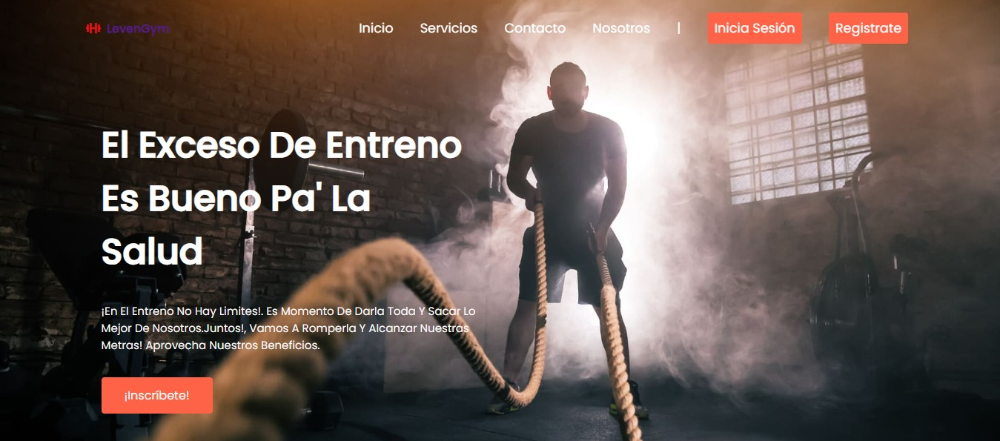 LevenGym
Inicio Servicios Contacto Nosotros | Inicia Sesión Registrate
El Exceso De Entreno
Es Bueno Pa' La
Salud
¡En El Entreno No Hay Limites!. Es Momento De Darla Toda Y Sacar Lo
Mejor De Nosotros.Juntos!, Vamos A Romperla Y Alcanzar Nuestras
Metras! Aprovecha Nuestros Beneficios.
¡Inscríbete!